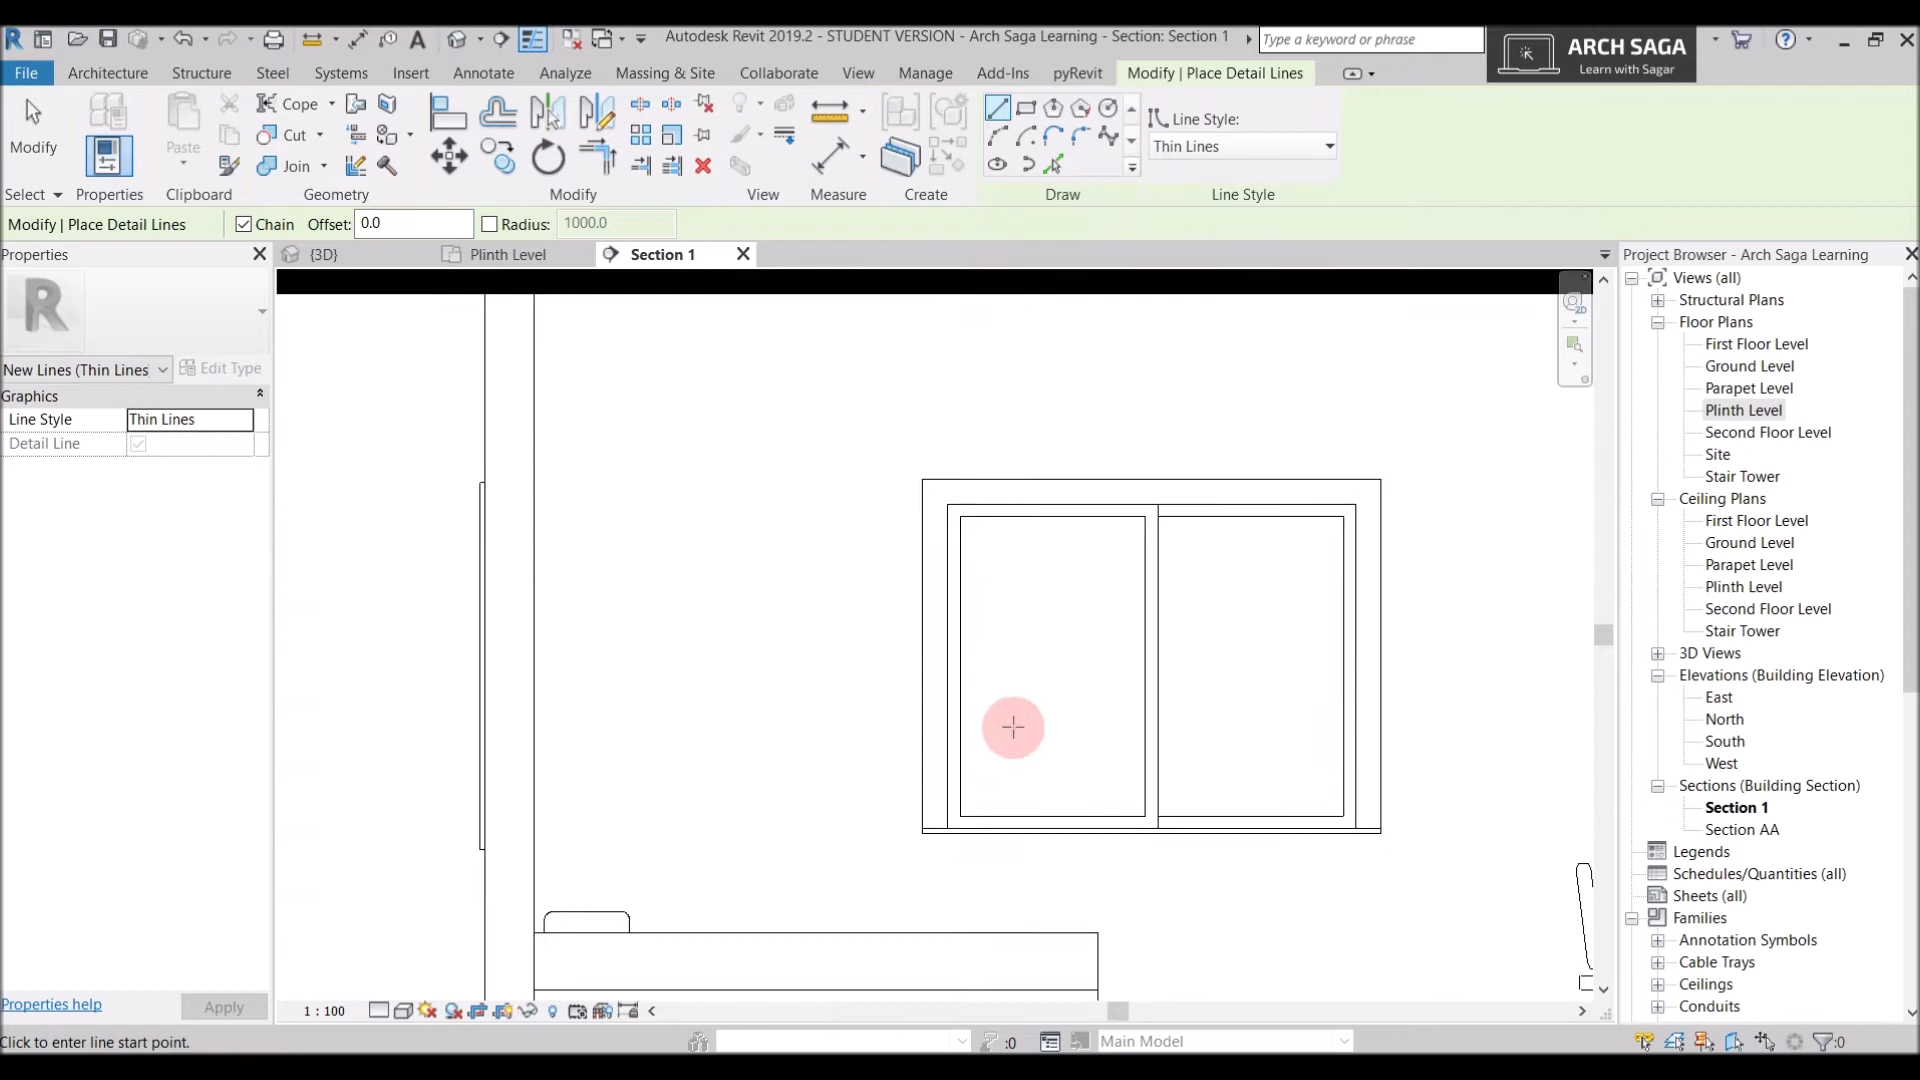 Autodesk Revit 2019.2 - STUDENT VERSION - Arch Saga Learning - Section: Section 1
Type a keyword or phrase
ARCH SAGA
Learn with Sagar
File Architecture Structure Steel Systems Insert Annotate Analyze Massing & Site Collaborate View Manage Add-Ins pyRevit Modify | Place Detail Lines
Modify
Paste
Cope
Cut
Join
Line Style:
Thin Lines
Select Properties Clipboard Geometry Modify View Measure Create Draw Line Style
Modify | Place Detail Lines Chain Offset: 0.0 Radius: 1000.0
Properties
{3D} Plinth Level Section 1
Project Browser - Arch Saga Learning
R
2D
New Lines (Thin Lines
Edit Type
Graphics
Line Style Thin Lines
Detail Line
Views (all)
Structural Plans
Floor Plans
First Floor Level
Ground Level
Parapet Level
Plinth Level
Second Floor Level
Site
Stair Tower
Ceiling Plans
First Floor Level
Ground Level
Parapet Level
Plinth Level
Second Floor Level
Stair Tower
3D Views
Elevations (Building Elevation)
East
North
South
West
Sections (Building Section)
Section 1
Section AA
Legends
Schedules/Quantities (all)
Sheets (all)
Families
Annotation Symbols
Cable Trays
Ceilings
Conduits
Properties help Apply
1 : 100
Click to enter line start point.
:0
Main Model
:0